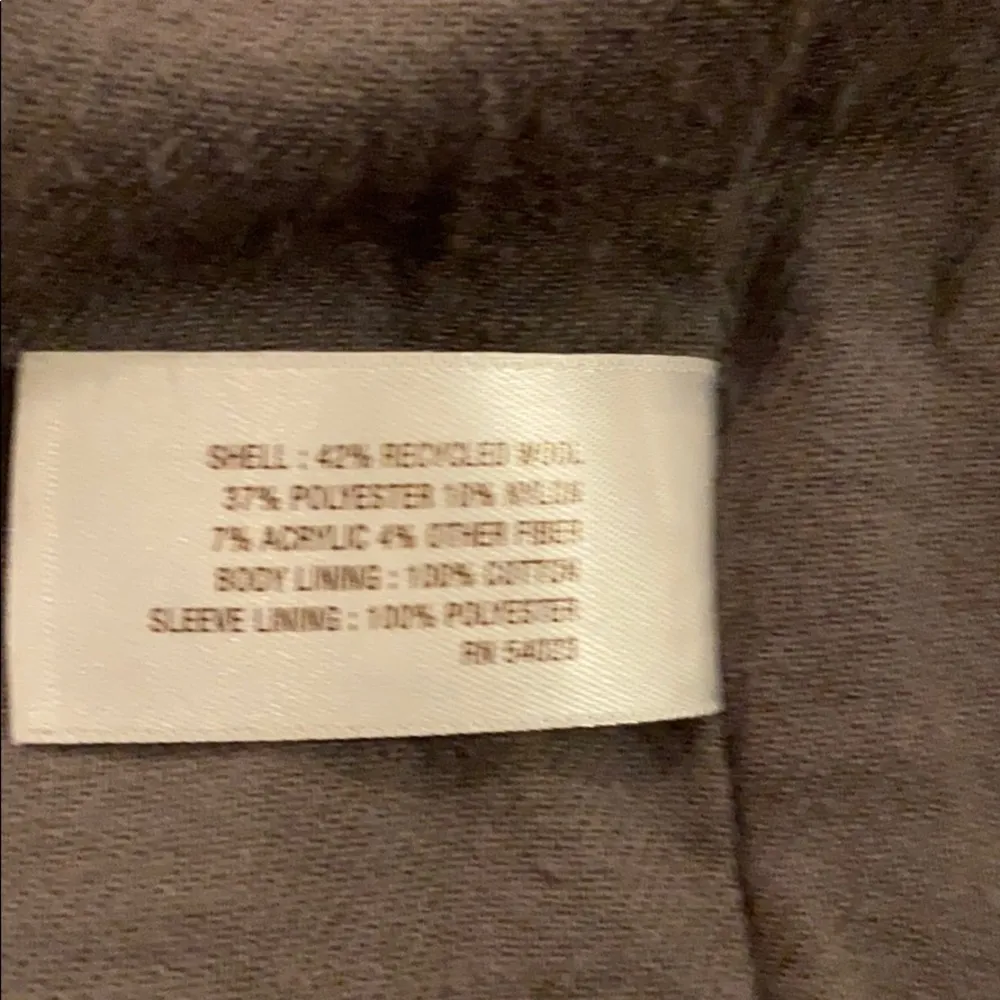 SHELL : 42% RECYCLED WOOL
37% POLYESTER 10% NYLON
7% ACRYLIC 4% OTHER FIBER
BODY LINING : 100% COTTON
SLEEVE LINING : 100% POLYESTER
RN